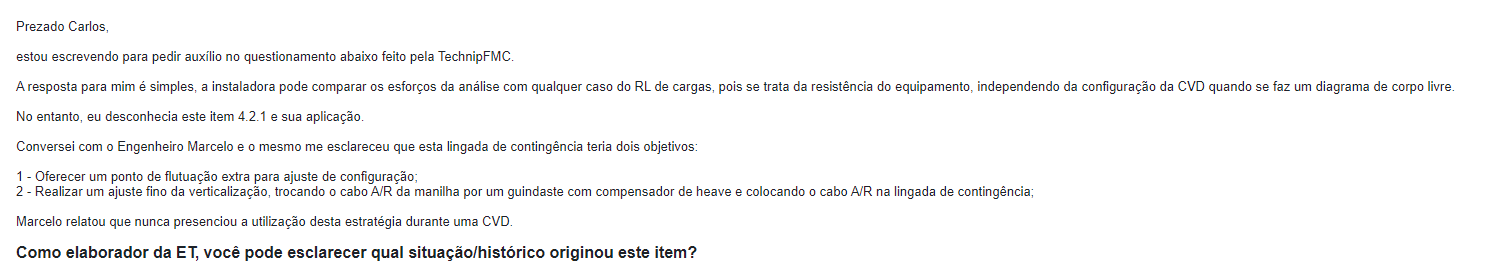 Prezado Carlos,
estou escrevendo para pedir auxílio no questionamento abaixo feito pela TechnipFMC.
A resposta para mim é simples, a instaladora pode comparar os esforços da análise com qualquer caso do RL de cargas, pois se trata da resistência do equipamento, independendo da configuração da CVD quando se faz um diagrama de corpo livre.
No entanto, eu desconhecia este item 4.2.1 e sua aplicação.
Conversei com o Engenheiro Marcelo e o mesmo me esclareceu que esta lingada de contingência teria dois objetivos:
1 - Oferecer um ponto de flutuação extra para ajuste de configuração;
2 - Realizar um ajuste fino da verticalização, trocando o cabo A/R da manilha por um guindaste com compensador de heave e colocando o cabo A/R na lingada de contingência;
Marcelo relatou que nunca presenciou a utilização desta estratégia durante uma CVD.
Como elaborador da ET, você pode esclarecer qual situação/histórico originou este item?